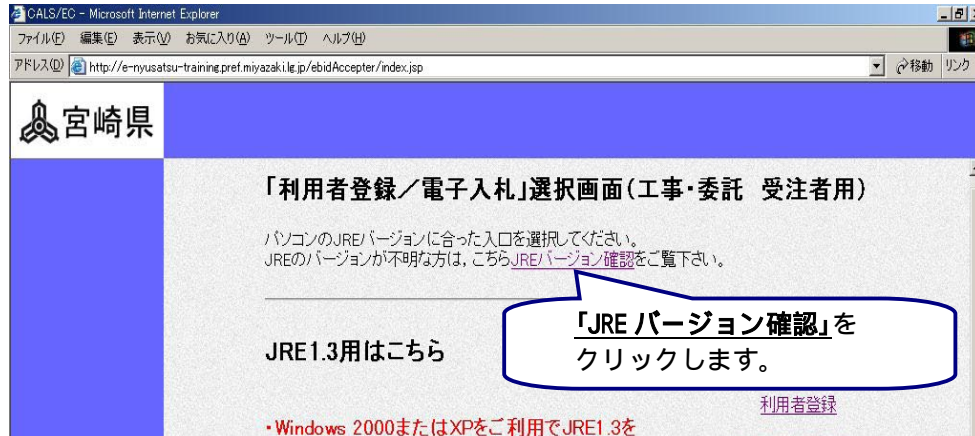 CALS/EC - Microsoft Internet Explorer
ファイル(F) 編集(E) 表示(V) お気に入り(A) ツール(T) ヘルプ(H)
アドレス(D) http://e-nyusatsu-training.pref.miyazaki.lg.jp/ebidAccepter/index.jsp 移動 リンク
宮崎県
「利用者登録／電子入札」選択画面(工事・委託 受注者用)
パソコンのJREバージョンに合った入口を選択してください。
JREのバージョンが不明な方は，こちらJREバージョン確認をご覧下さい。
「JRE バージョン確認」を
クリックします。
JRE1.3用はこちら
利用者登録
・Windows 2000またはXPをご利用でJRE1.3を